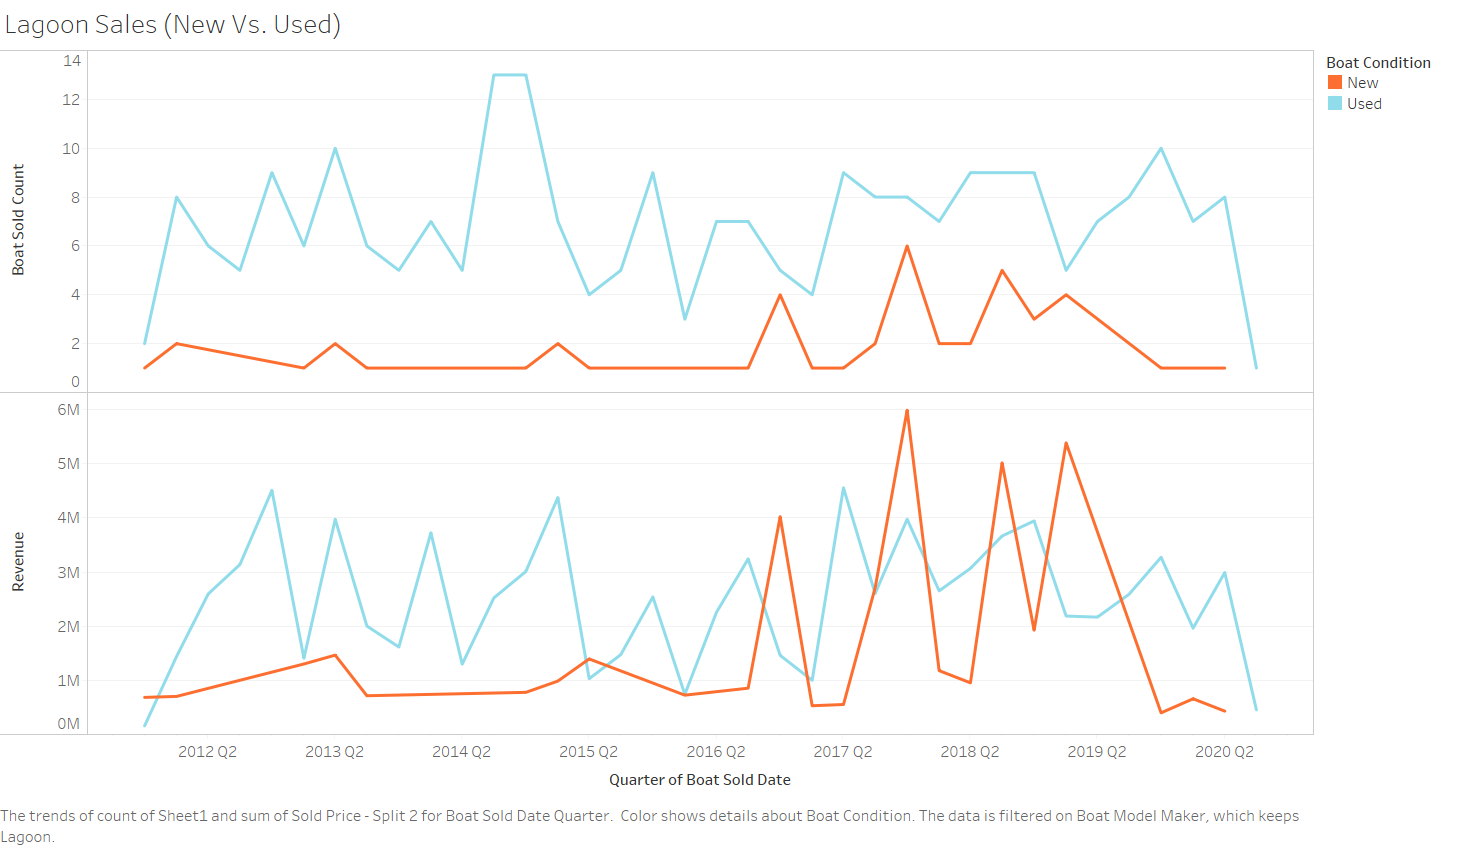 Lagoon Sales (New Vs. Used)
Boat Condition
New
Used
14
12
10
8
6
4
2
0
Boat Sold Count
6M
5M
4M
3M
2M
1M
0M
Revenue
2012 Q2
2013 Q2
2014 Q2
2015 Q2
2016 Q2
2017 Q2
2018 Q2
2019 Q2
2020 Q2
Quarter of Boat Sold Date
The trends of count of Sheet1 and sum of Sold Price - Split 2 for Boat Sold Date Quarter.  Color shows details about Boat Condition. The data is filtered on Boat Model Maker, which keeps
Lagoon.